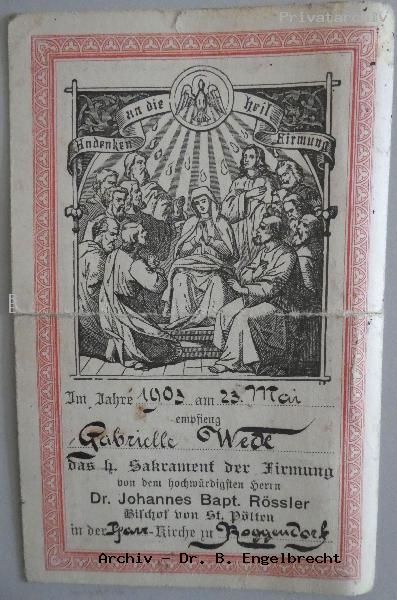 Privatarchiv
Andenken an die heil Firmung
Im Jahre 1903 am 23. Mai
empfieng
Gabrielle Wede
das h. Sakrament der Firmung
von dem hochwürdigsten Herrn
Dr. Johannes Bapt. Rössler
Bischof von St. Pölten
in der Pfarr-Kirche zu Roggendorf
Archiv - Dr. B. Engelbrecht